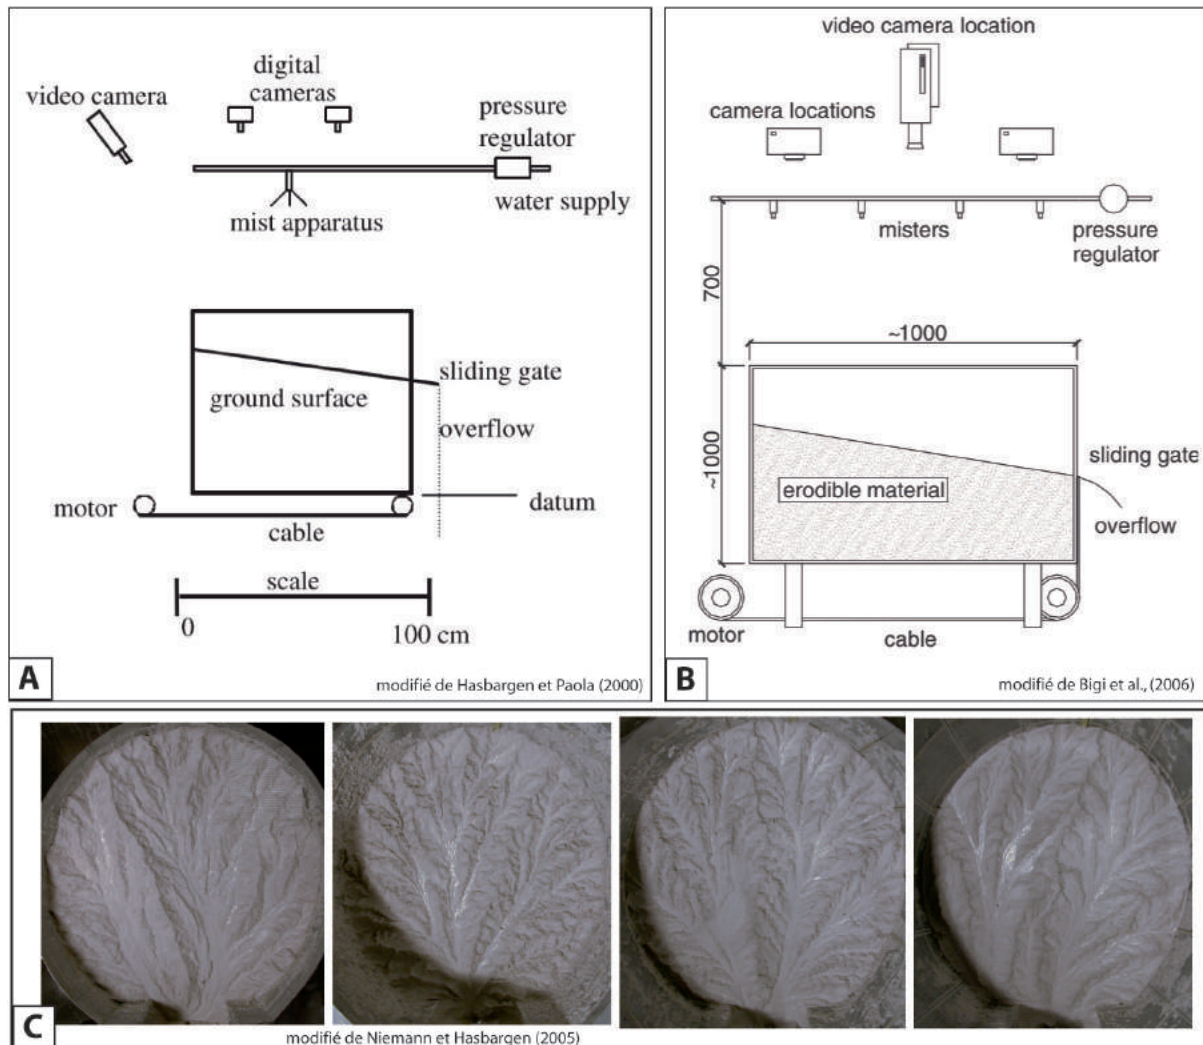 video camera
digital
cameras
pressure
regulator
water supply
mist apparatus
sliding gate
ground surface
overflow
motor
datum
cable
scale
0
100 cm
A
modifié de Hasbargen et Paola (2000)
video camera location
camera locations
misters
pressure
regulator
700
~1000
~1000
sliding gate
erodible material
overflow
motor
cable
B
modifié de Bigi et al., (2006)
C
modifié de Niemann et Hasbargen (2005)